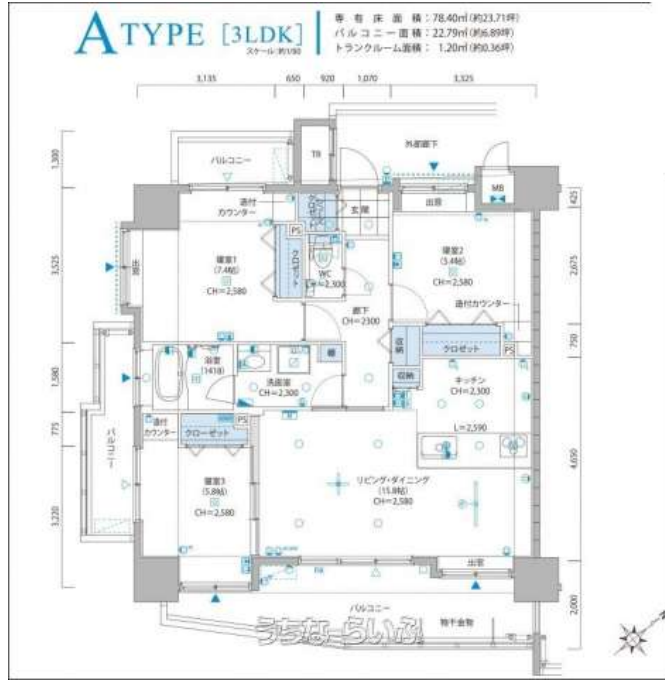 A TYPE [3LDK]
スケール:約1/80
専有床面積:78.40㎡(約23.71坪)
バルコニー面積:22.79㎡(約6.89坪)
トランクルーム面積:1.20㎡(約0.36坪)
3,135 650 920 1,070 3,325
1,300
バルコニー
TR
外部廊下
MB
造付カウンター
玄関
出窓
425
PS
3,525
出窓
寝室1
(7.4帖)
CH=2,580
クロゼット
WC
CH=2,300
寝室2
(5.4帖)
CH=2,580
2,675
廊下
CH=2300
造付カウンター
収納
クロゼット
PS
750
1,580
浴室
(1418)
洗面室
CH=2,300
棚
収納
キッチン
CH=2,300
L=2,590
775
造付カウンター
クローゼット
PS
バルコニー
リビング・ダイニング
(15.8帖)
CH=2,580
4,650
寝室3
(5.8帖)
CH=2,580
3,220
FIX
出窓
バルコニー
物干金物
2,000
うちなーらいふ